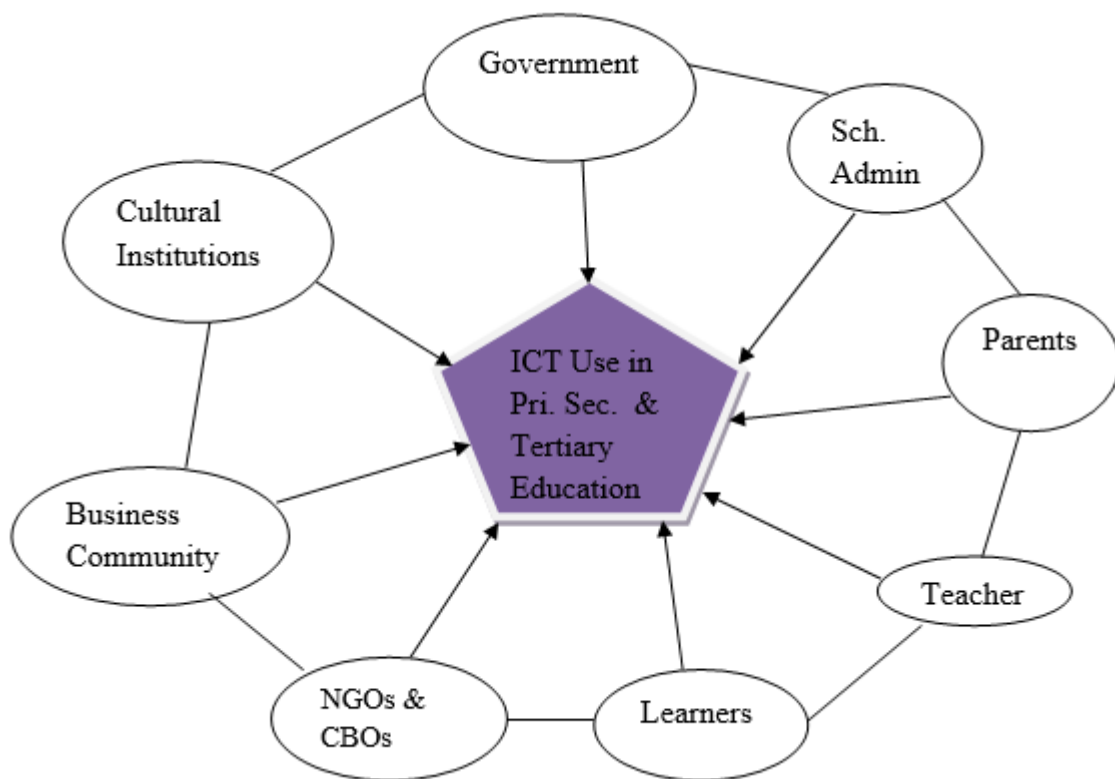 Government
Sch.
Admin
Cultural
Institutions
Parents
ICT Use in
Pri. Sec.  &
Tertiary
Education
Business
Community
Teacher
NGOs &
CBOs
Learners